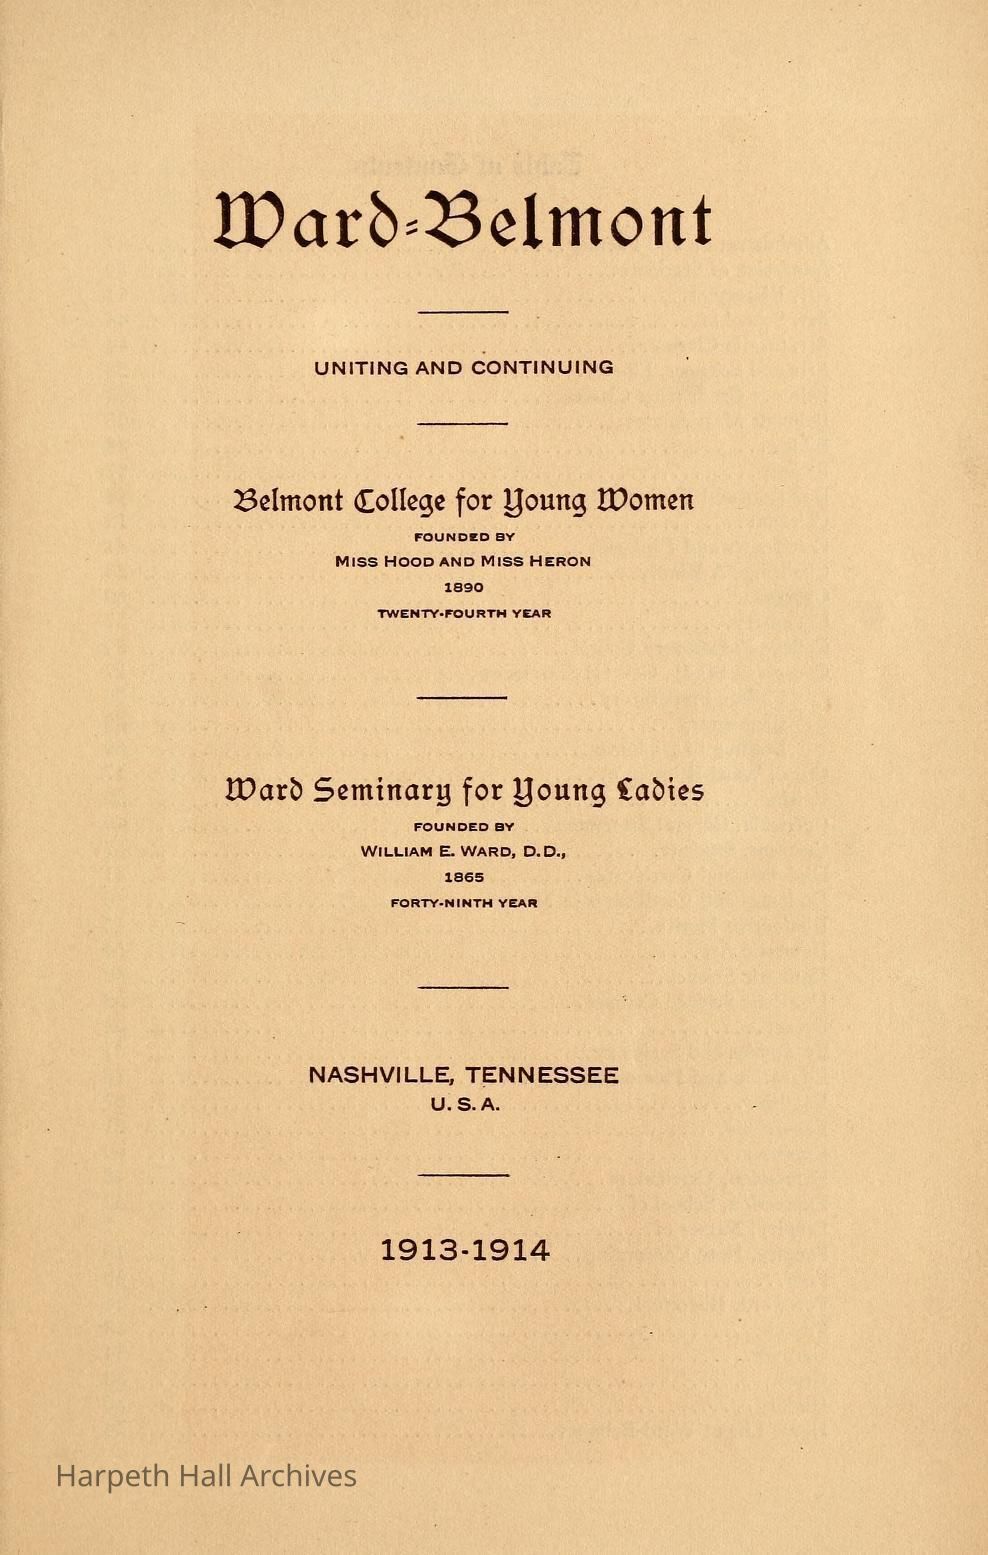 Ward-Belmont
UNITING AND CONTINUING
Belmont College for Young Women
FOUNDED BY
MISS HOOD AND MISS HERON
1890
TWENTY-FOURTH YEAR
Ward Seminary for Young Ladies
FOUNDED BY
WILLIAM E. WARD, D.D.,
1865
FORTY-NINTH YEAR
NASHVILLE, TENNESSEE
U. S. A.
1913-1914
Harpeth Hall Archives